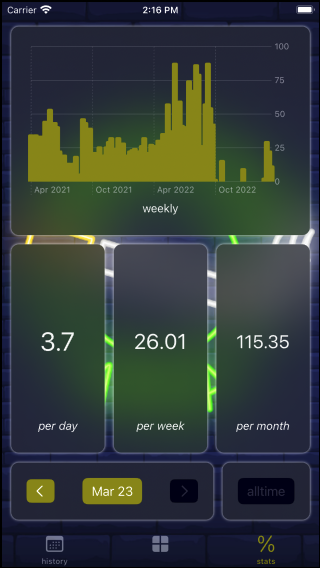 Carrier 2:16 PM
100
75
50
25
0
Apr 2021 Oct 2021 Apr 2022 Oct 2022
weekly
3.7 26.01 115.35
per day per week per month
Mar 23 alltime
%
history stats